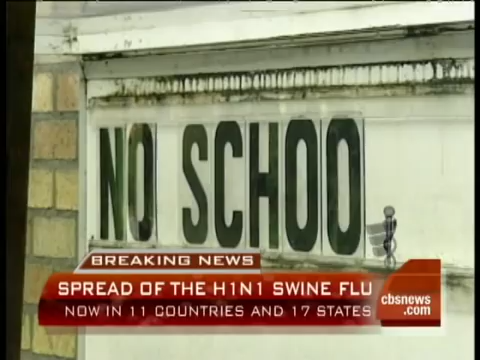 NO SCHOO
BREAKING NEWS
SPREAD OF THE H1N1 SWINE FLU
NOW IN 11 COUNTRIES AND 17 STATES
cbsnews
.com